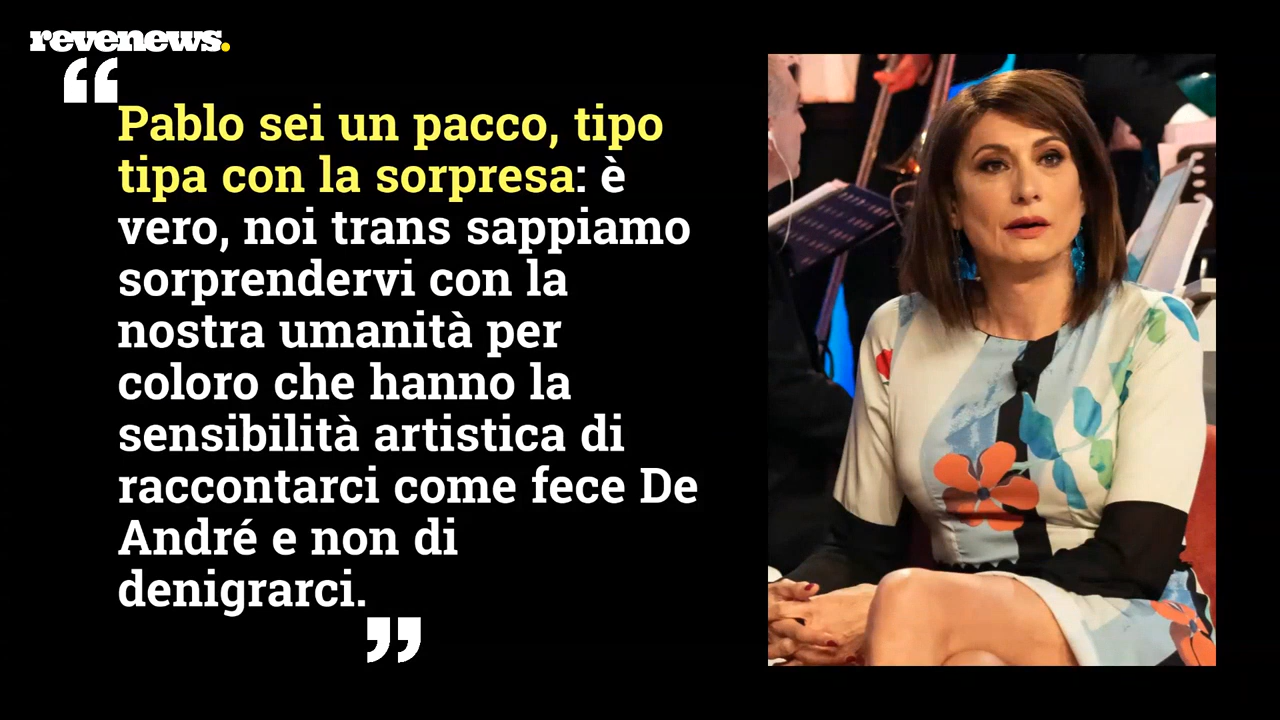 revenews.
“
Pablo sei un pacco, tipo
tipa con la sorpresa: è
vero, noi trans sappiamo
sorprendervi con la
nostra umanità per
coloro che hanno la
sensibilità artistica di
raccontarci come fece De
André e non di
denigrarci.
”